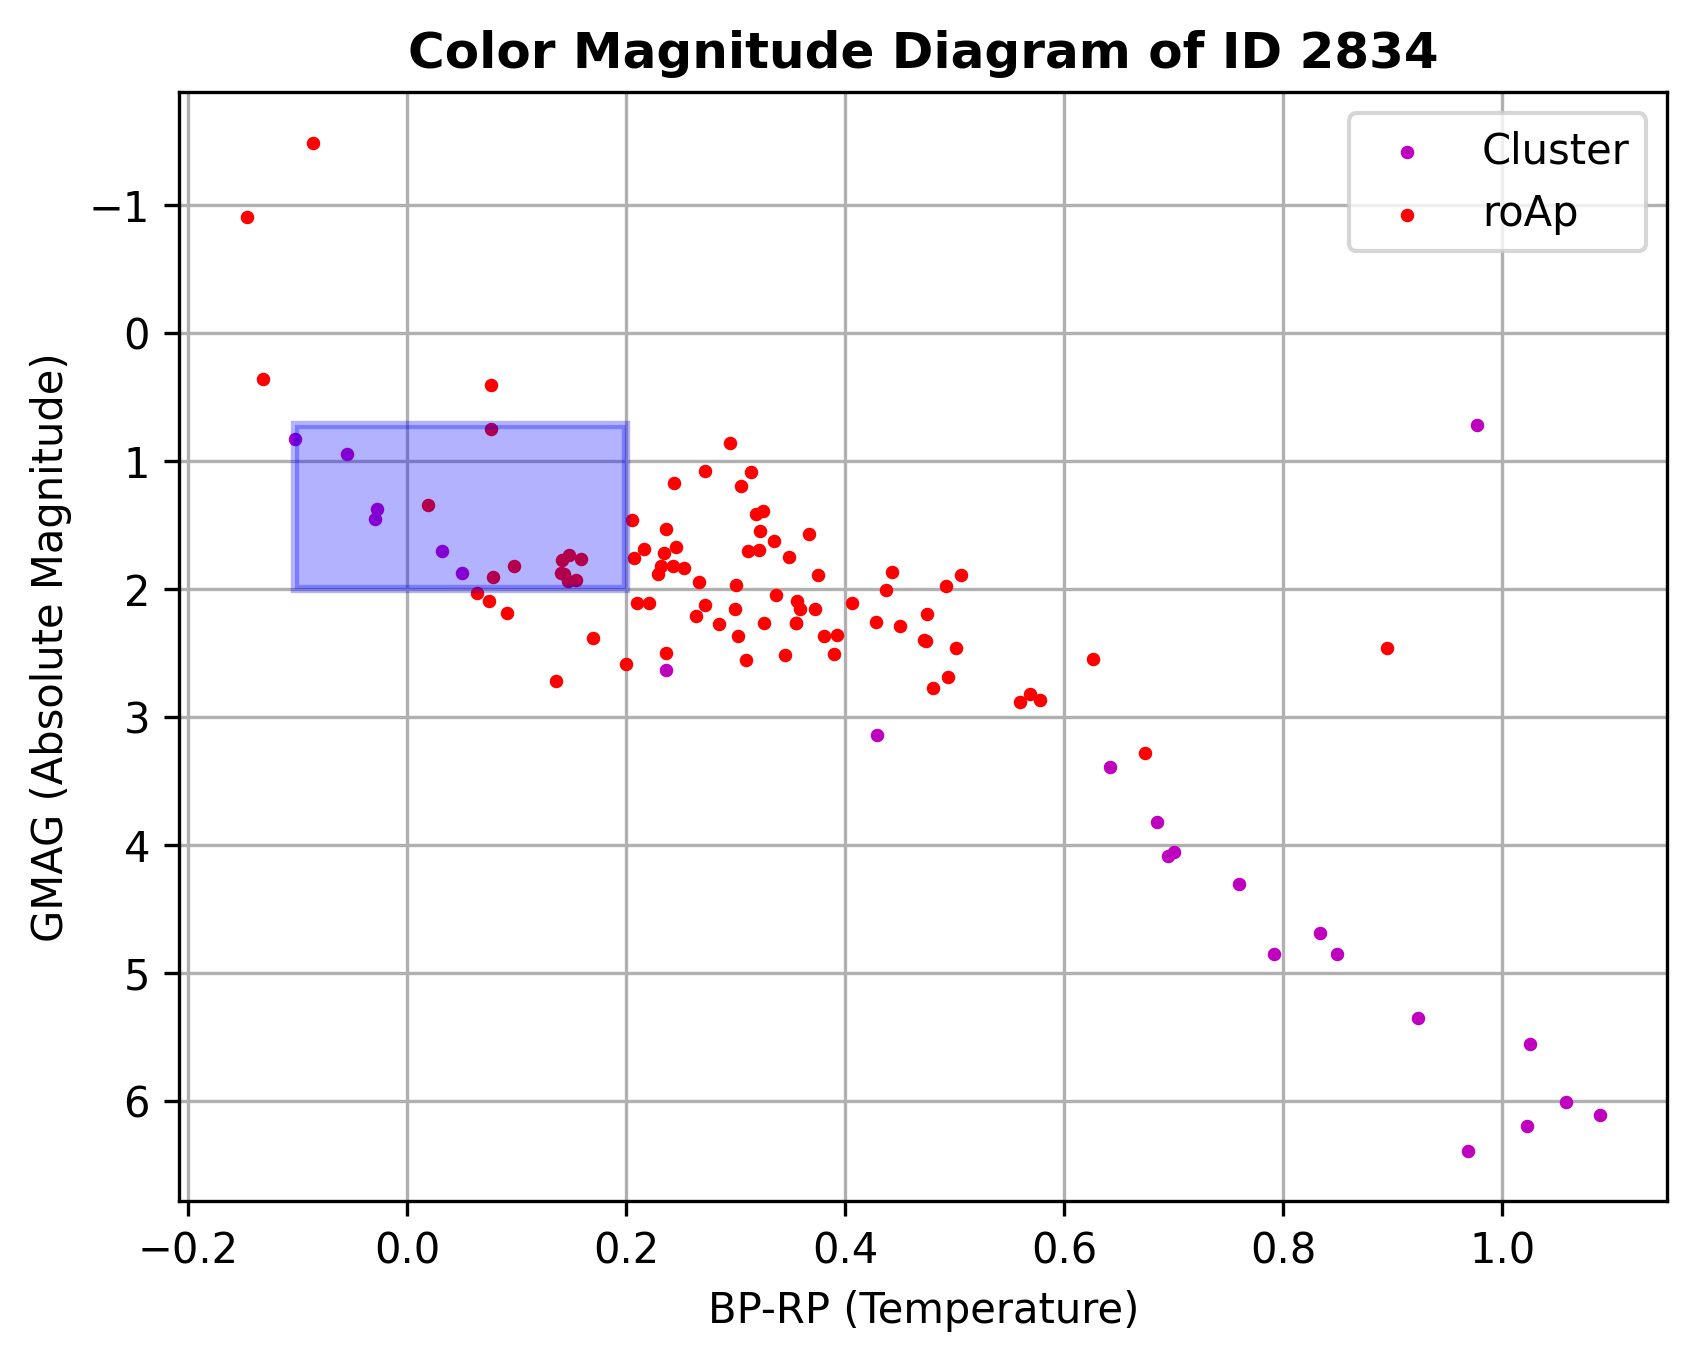 Color Magnitude Diagram of ID 2834
Cluster
roAp
GMAG (Absolute Magnitude)
−1
0
1
2
3
4
5
6
−0.2 0.0 0.2 0.4 0.6 0.8 1.0
BP-RP (Temperature)